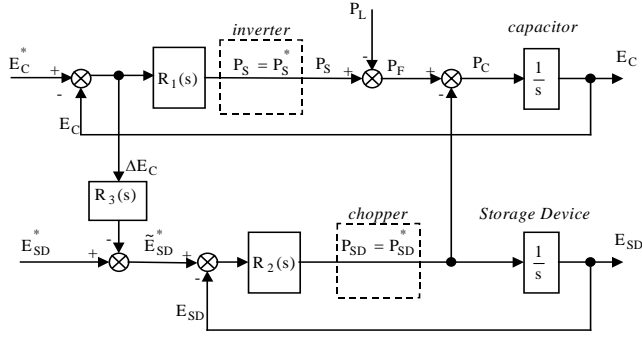 inverter
P_L
capacitor
E_C^* + - R_1(s) P_S = P_S^* P_S + - P_F + - P_C 1/s E_C
E_C
ΔE_C
R_3(s)
chopper
Storage Device
E_SD^* + - Ẽ_SD^* + - R_2(s) P_SD = P_SD^* 1/s E_SD
E_SD